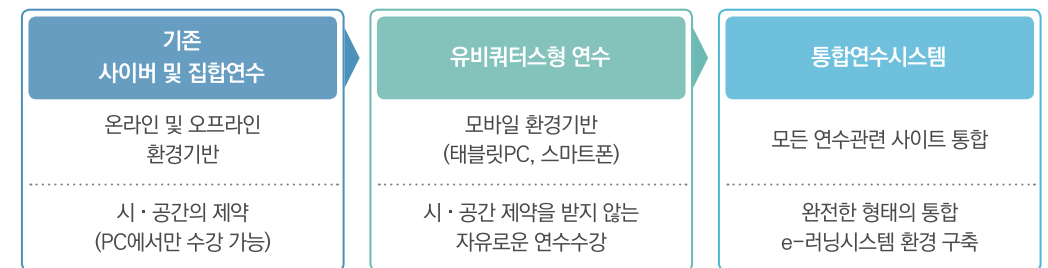 기존
사이버 및 집합연수
온라인 및 오프라인
환경기반
시·공간의 제약
(PC에서만 수강 가능)
유비쿼터스형 연수
모바일 환경기반
(태블릿PC, 스마트폰)
시·공간 제약을 받지 않는
자유로운 연수수강
통합연수시스템
모든 연수관련 사이트 통합
완전한 형태의 통합
e-러닝시스템 환경 구축